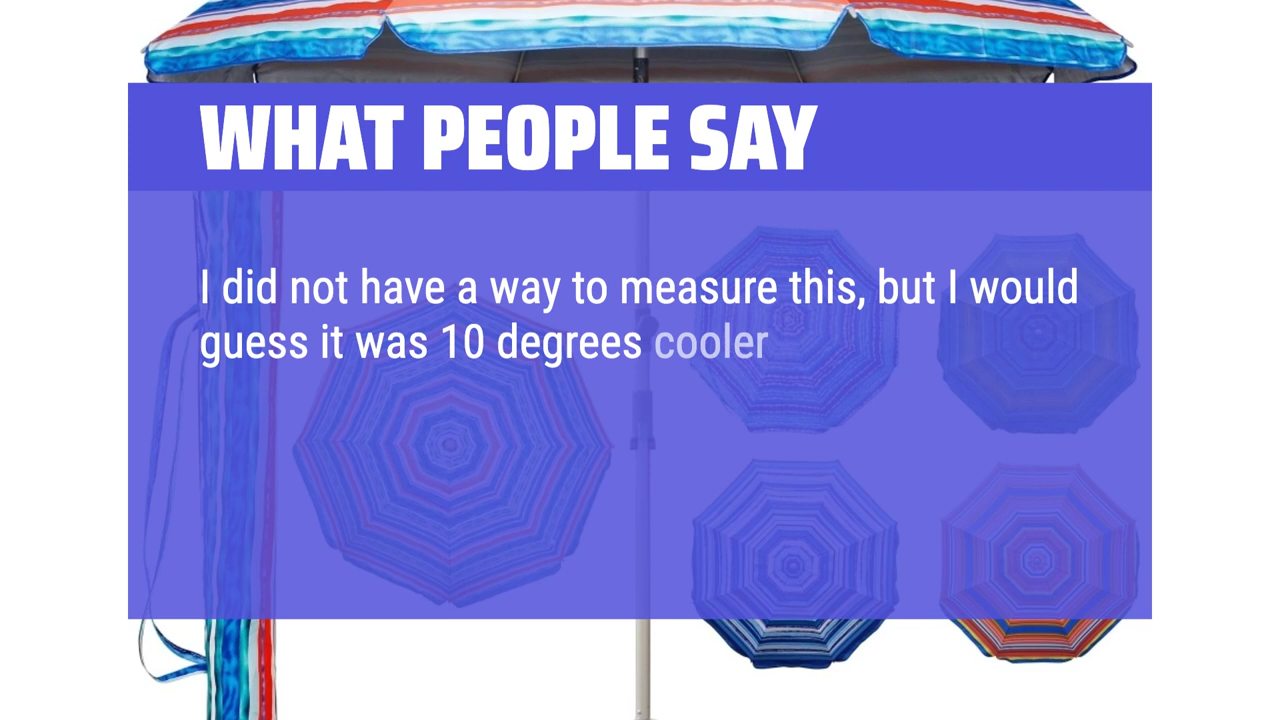 WHAT PEOPLE SAY
I did not have a way to measure this, but I would
guess it was 10 degrees cooler